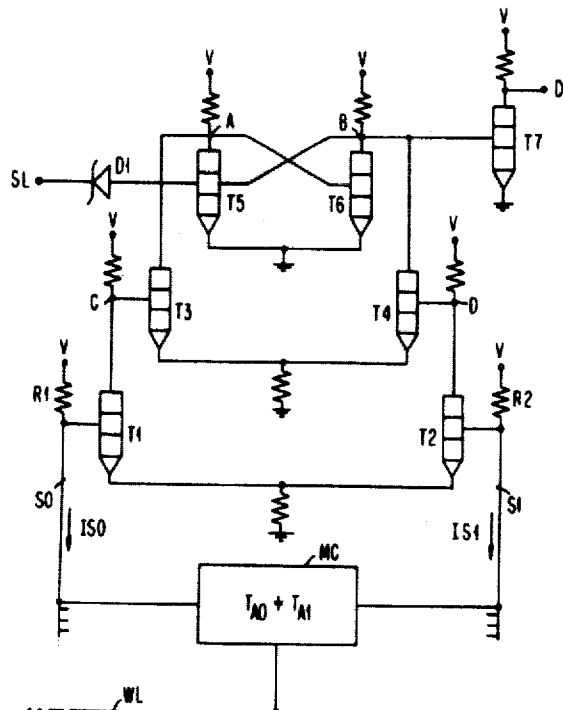 V
V
V
D
A
B
T7
SL
D1
T5
T6
V
V
C
T3
T4
D
V
V
R1
R2
T1
T2
S0
S1
IS0
IS1
MC
TA0 + TA1
WL